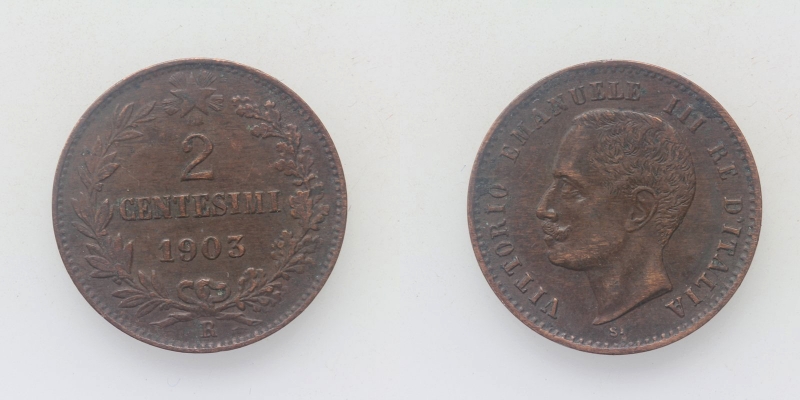 2
CENTESIMI
1903
R
VITTORIO EMANUELE III RE D'ITALIA
S.